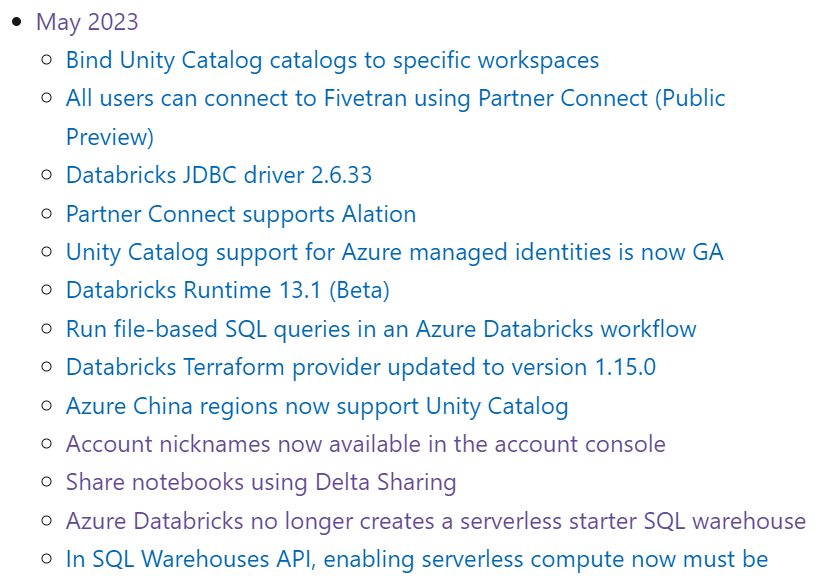 May 2023
Bind Unity Catalog catalogs to specific workspaces
All users can connect to Fivetran using Partner Connect (Public
Preview)
Databricks JDBC driver 2.6.33
Partner Connect supports Alation
Unity Catalog support for Azure managed identities is now GA
Databricks Runtime 13.1 (Beta)
Run file-based SQL queries in an Azure Databricks workflow
Databricks Terraform provider updated to version 1.15.0
Azure China regions now support Unity Catalog
Account nicknames now available in the account console
Share notebooks using Delta Sharing
Azure Databricks no longer creates a serverless starter SQL warehouse
In SQL Warehouses API, enabling serverless compute now must be